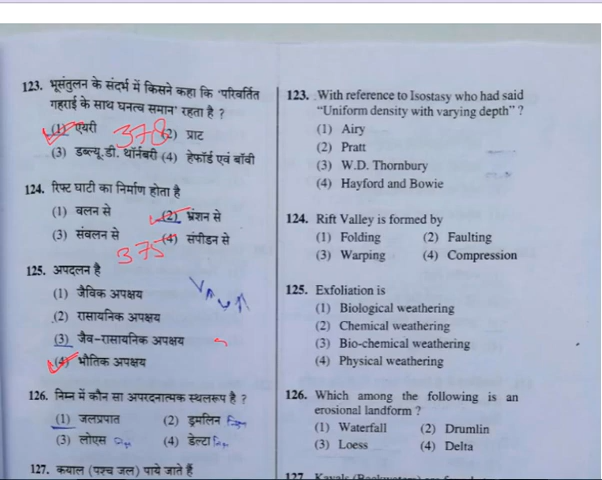 123. भूसंतुलन के संदर्भ में किसने कहा कि 'परिवर्तित
गहराई के साथ घनत्व समान' रहता है ?
(1) एयरी
378
(2) प्राट
(3) डब्ल्यू.डी. थॉर्नबरी (4) हेफॉर्ड एवं बॉवी
124. रिफ्ट घाटी का निर्माण होता है
(1) वलन से (2) भ्रंशन से
(3) संवलन से (4) संपीडन से
375
125. अपदलन है
(1) जैविक अपक्षय
(2) रासायनिक अपक्षय
(3) जैव-रासायनिक अपक्षय
(4) भौतिक अपक्षय
126. निम्न में कौन सा अपरदनात्मक स्थलरूप है ?
(1) जलप्रपात (2) ड्रमलिन
(3) लोएस (4) डेल्टा
127. कयाल (पश्च जल) पाये जाते हैं
123. With reference to Isostasy who had said
"Uniform density with varying depth" ?
(1) Airy
(2) Pratt
(3) W.D. Thornbury
(4) Hayford and Bowie
124. Rift Valley is formed by
(1) Folding (2) Faulting
(3) Warping (4) Compression
125. Exfoliation is
(1) Biological weathering
(2) Chemical weathering
(3) Bio-chemical weathering
(4) Physical weathering
126. Which among the following is an
erosional landform ?
(1) Waterfall (2) Drumlin
(3) Loess (4) Delta
127. Kayals